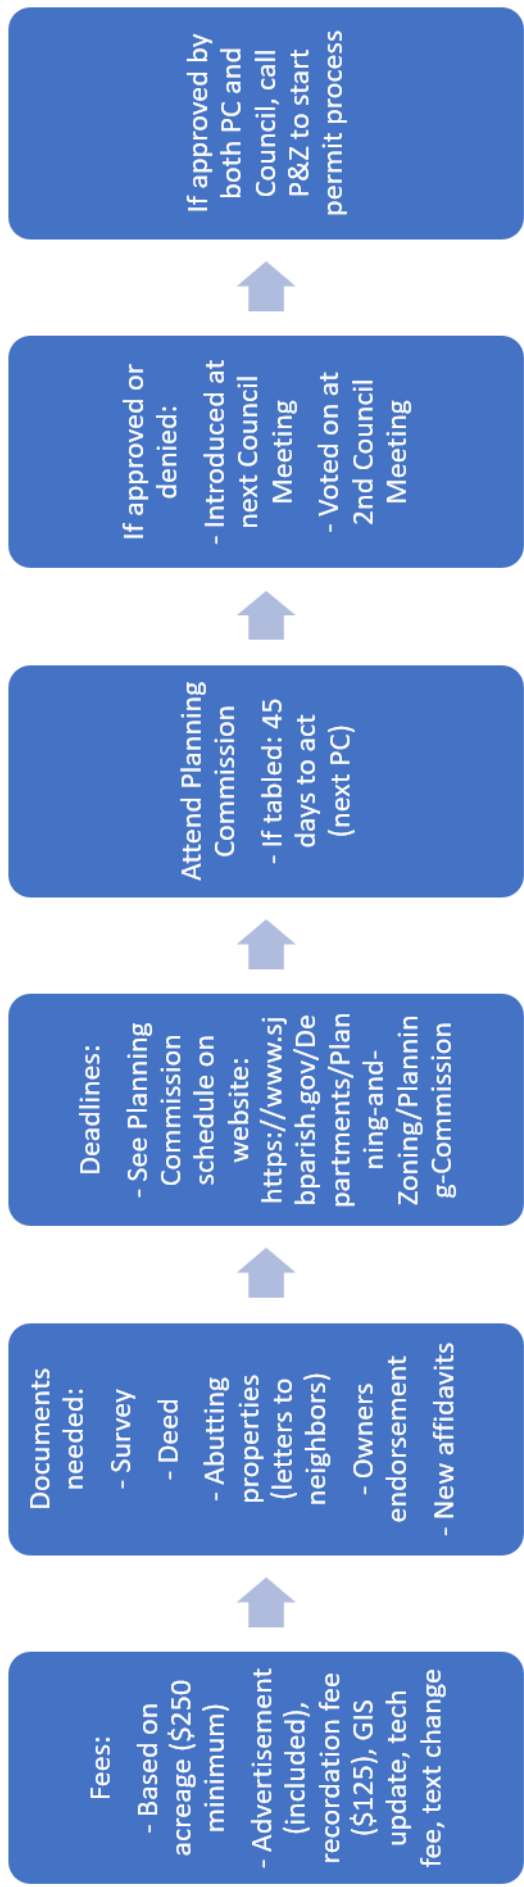 Fees:
- Based on
acreage ($250
minimum)
- Advertisement
(included),
recordation fee
($125), GIS
update, tech
fee, text change
Documents
needed:
- Survey
- Deed
- Abutting
properties
(letters to
neighbors)
- Owners
endorsement
- New affidavits
Deadlines:
- See Planning
Commission
schedule on
website:
https://www.sj
bparish.gov/De
partments/Plan
ning-and-
Zoning/Plannin
g-Commission
Attend Planning
Commission
- If tabled: 45
days to act
(next PC)
If approved or
denied:
- Introduced at
next Council
Meeting
- Voted on at
2nd Council
Meeting
If approved by
both PC and
Council, call
P&Z to start
permit process